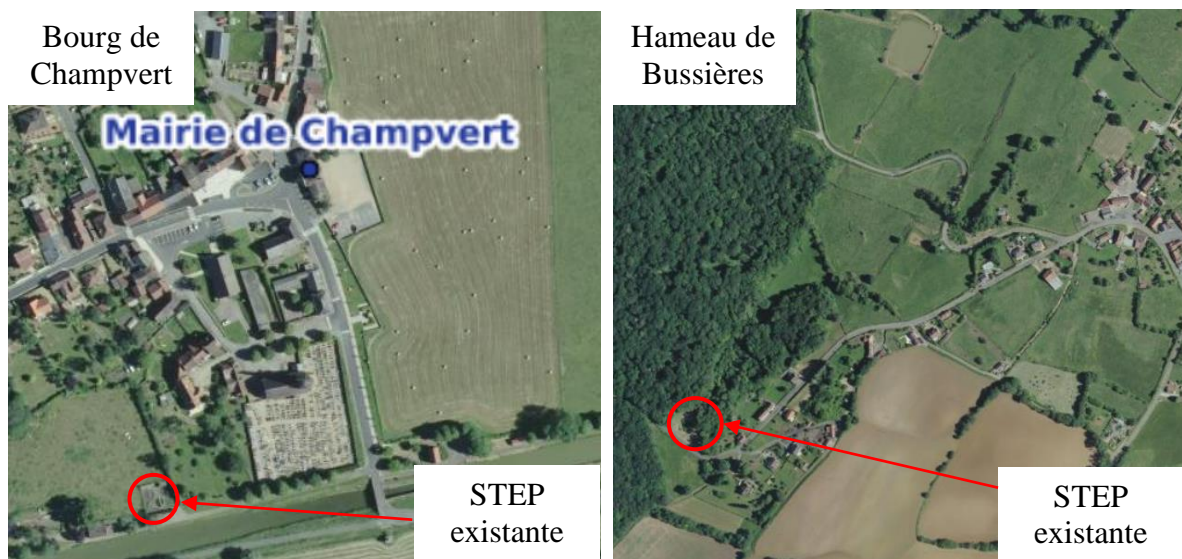 Bourg de
Champvert
Mairie de Champvert
STEP
existante
Hameau de
Bussières
STEP
existante